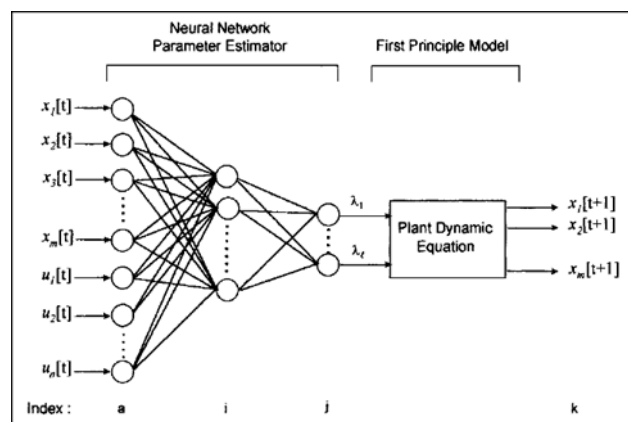 Neural Network
Parameter Estimator
First Principle Model
x₁[t]
x₂[t]
x₃[t]
xₘ[t]
u₁[t]
u₂[t]
uₙ[t]
λ₁
λℓ
Plant Dynamic
Equation
x₁[t+1]
x₂[t+1]
xₘ[t+1]
Index : a i j k